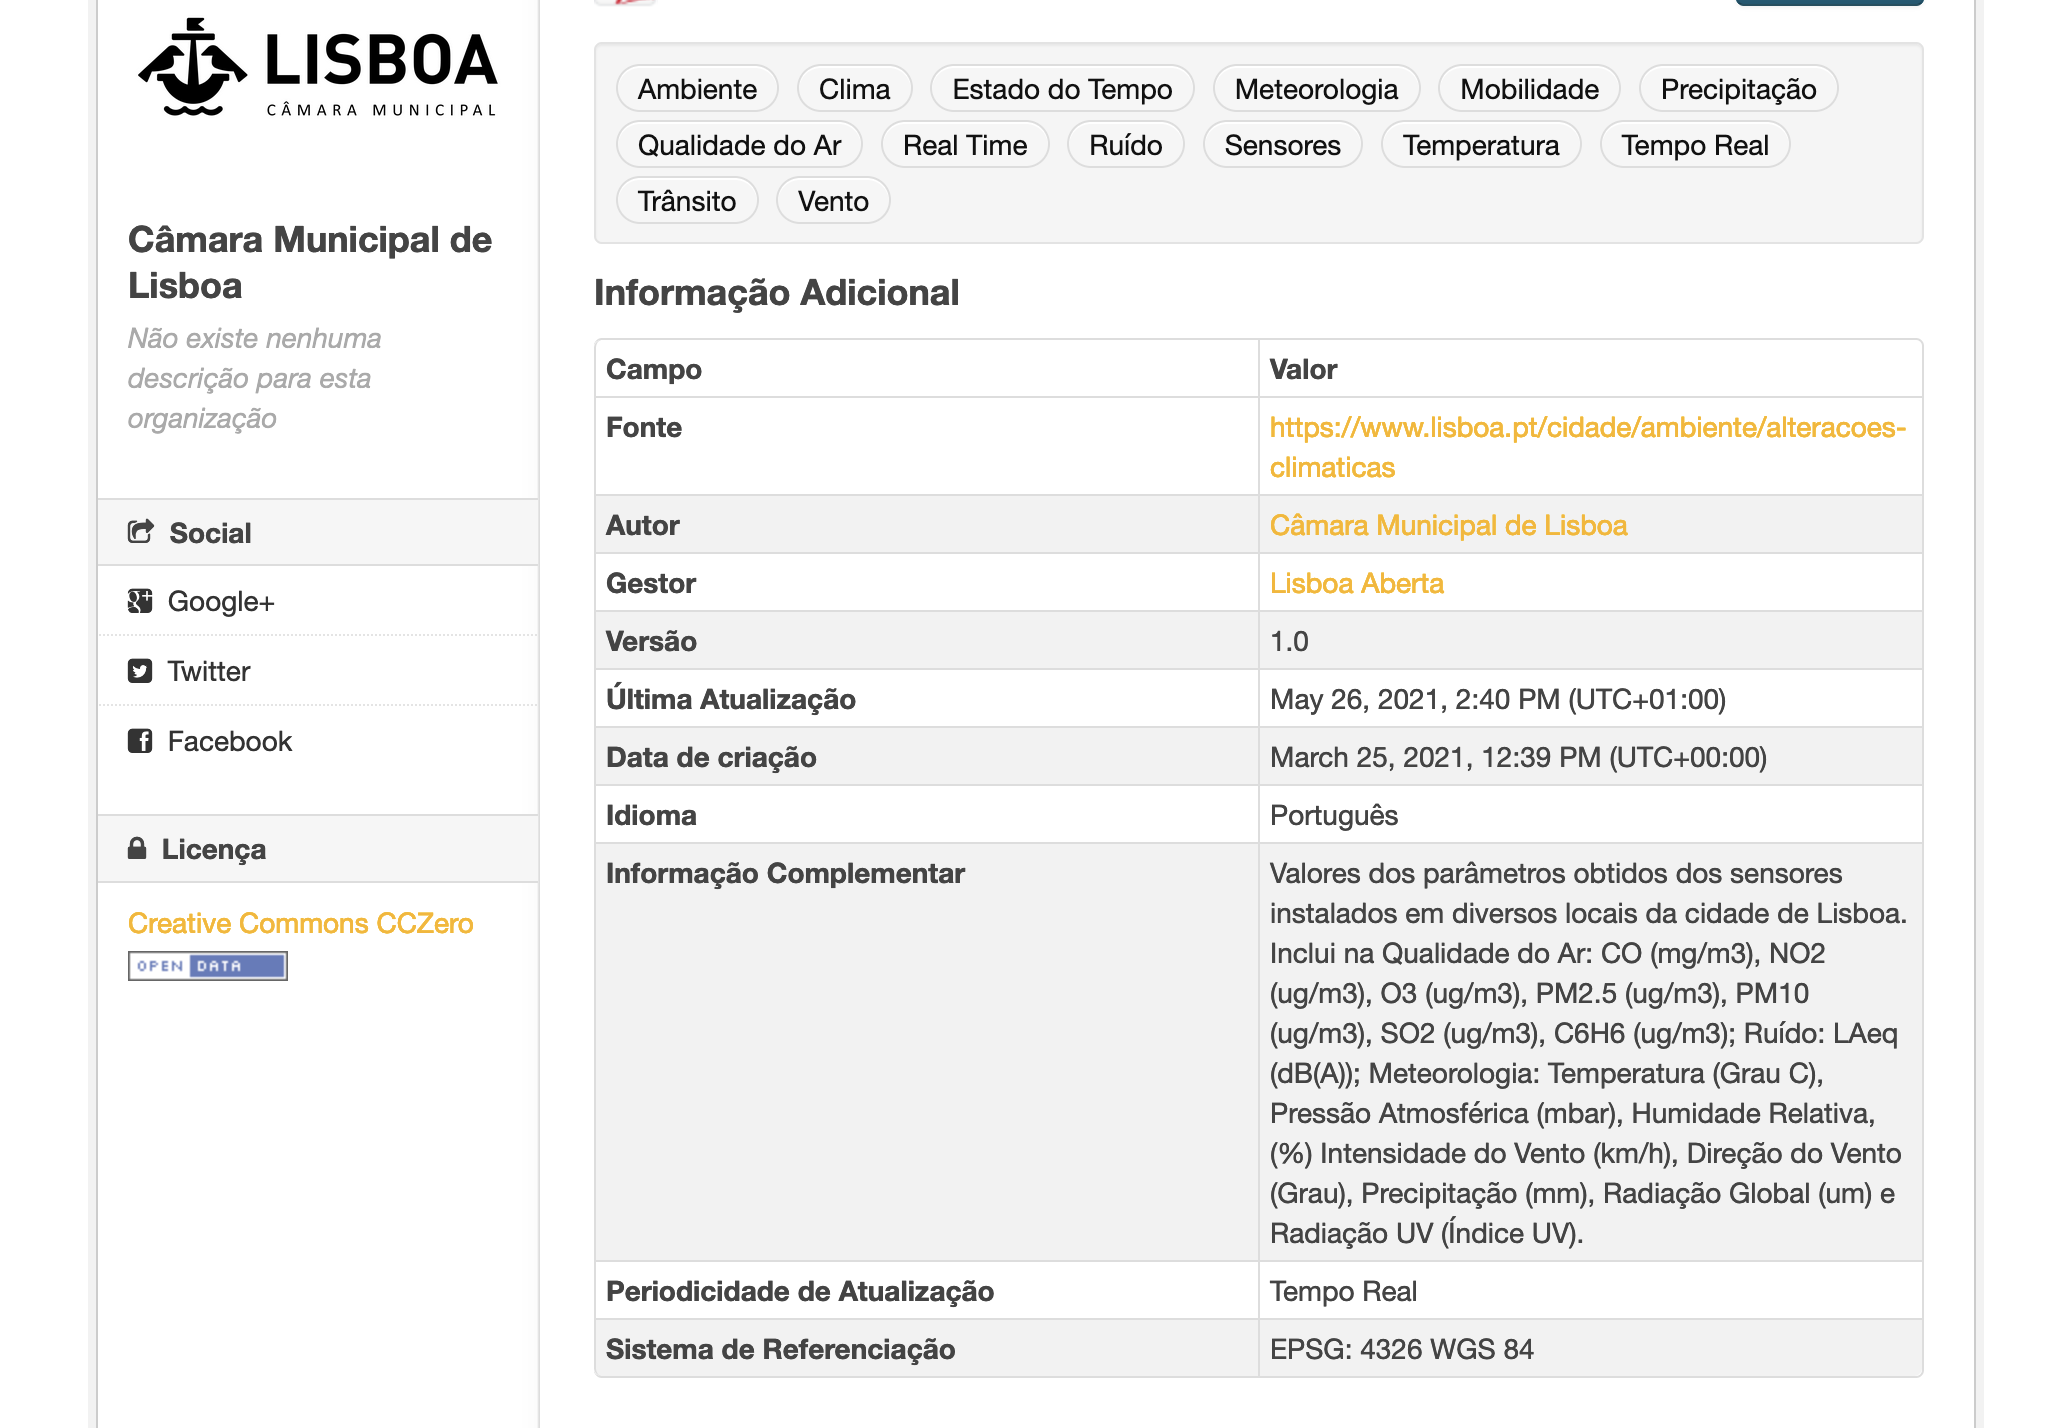 LISBOA
CÂMARA MUNICIPAL
Câmara Municipal de
Lisboa
Não existe nenhuma
descrição para esta
organização
Social
Google+
Twitter
Facebook
Licença
Creative Commons CCZero
OPEN DATA
Ambiente Clima Estado do Tempo Meteorologia Mobilidade Precipitação
Qualidade do Ar Real Time Ruído Sensores Temperatura Tempo Real
Trânsito Vento
Informação Adicional
Campo Valor
Fonte https://www.lisboa.pt/cidade/ambiente/alteracoes-
climaticas
Autor Câmara Municipal de Lisboa
Gestor Lisboa Aberta
Versão 1.0
Última Atualização May 26, 2021, 2:40 PM (UTC+01:00)
Data de criação March 25, 2021, 12:39 PM (UTC+00:00)
Idioma Português
Informação Complementar Valores dos parâmetros obtidos dos sensores
instalados em diversos locais da cidade de Lisboa.
Inclui na Qualidade do Ar: CO (mg/m3), NO2
(ug/m3), O3 (ug/m3), PM2.5 (ug/m3), PM10
(ug/m3), SO2 (ug/m3), C6H6 (ug/m3); Ruído: LAeq
(dB(A)); Meteorologia: Temperatura (Grau C),
Pressão Atmosférica (mbar), Humidade Relativa,
(%) Intensidade do Vento (km/h), Direção do Vento
(Grau), Precipitação (mm), Radiação Global (um) e
Radiação UV (Índice UV).
Periodicidade de Atualização Tempo Real
Sistema de Referenciação EPSG: 4326 WGS 84